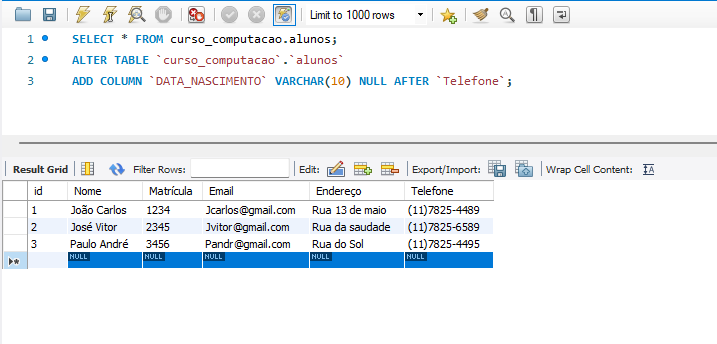 Limit to 1000 rows
1 SELECT * FROM curso_computacao.alunos;
2 ALTER TABLE `curso_computacao`.`alunos`
3 ADD COLUMN `DATA_NASCIMENTO` VARCHAR(10) NULL AFTER `Telefone`;
Result Grid Filter Rows: Edit: Export/Import: Wrap Cell Content: IA
id Nome Matrícula Email Endereço Telefone
1 João Carlos 1234 Jcarlos@gmail.com Rua 13 de maio (11)7825-4489
2 José Vitor 2345 Jvitor@gmail.com Rua da saudade (11)7825-6589
3 Paulo André 3456 Pandr@gmail.com Rua do Sol (11)7825-4495
NULL NULL NULL NULL NULL